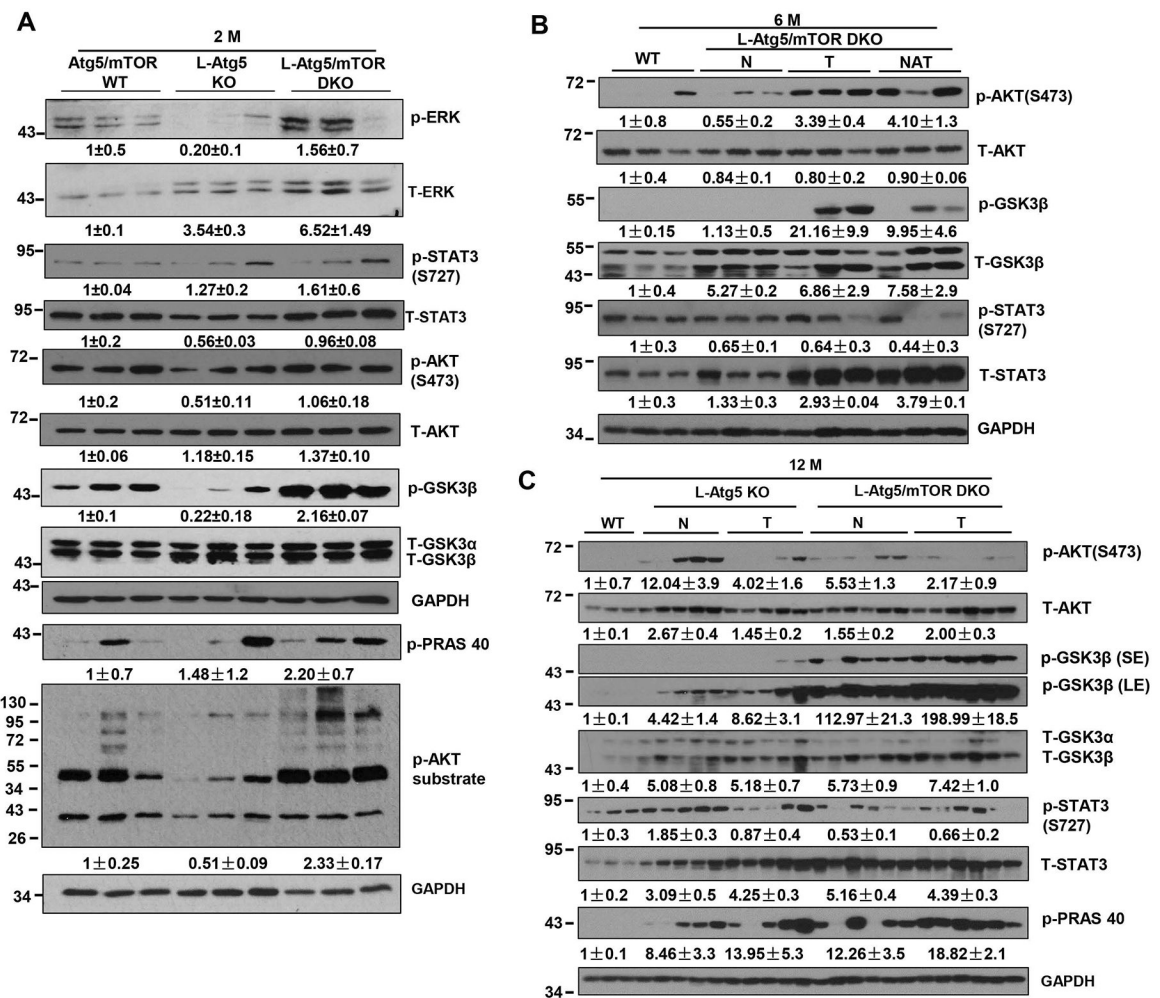 A
2 M
Atg5/mTOR WT
L-Atg5 KO
L-Atg5/mTOR DKO
p-ERK
43
1±0.5 0.20±0.1 1.56±0.7
T-ERK
43
1±0.1 3.54±0.3 6.52±1.49
95
p-STAT3 (S727)
1±0.04 1.27±0.2 1.61±0.6
95
T-STAT3
1±0.2 0.56±0.03 0.96±0.08
72
p-AKT (S473)
1±0.2 0.51±0.11 1.06±0.18
72
T-AKT
1±0.06 1.18±0.15 1.37±0.10
43
p-GSK3β
1±0.1 0.22±0.18 2.16±0.07
T-GSK3α
T-GSK3β
43
43
GAPDH
43
p-PRAS 40
1±0.7 1.48±1.2 2.20±0.7
130
95
72
55
34
43
26
p-AKT substrate
1±0.25 0.51±0.09 2.33±0.17
34
GAPDH
B
6 M
L-Atg5/mTOR DKO
WT N T NAT
72
p-AKT(S473)
1±0.8 0.55±0.2 3.39±0.4 4.10±1.3
72
T-AKT
1±0.4 0.84±0.1 0.80±0.2 0.90±0.06
55
p-GSK3β
1±0.15 1.13±0.5 21.16±9.9 9.95±4.6
55
T-GSK3β
43
1±0.4 5.27±0.2 6.86±2.9 7.58±2.9
95
p-STAT3 (S727)
1±0.3 0.65±0.1 0.64±0.3 0.44±0.3
95
T-STAT3
1±0.3 1.33±0.3 2.93±0.04 3.79±0.1
34
GAPDH
C
12 M
L-Atg5 KO L-Atg5/mTOR DKO
WT N T N T
72
p-AKT(S473)
1±0.7 12.04±3.9 4.02±1.6 5.53±1.3 2.17±0.9
72
T-AKT
1±0.1 2.67±0.4 1.45±0.2 1.55±0.2 2.00±0.3
p-GSK3β (SE)
43
p-GSK3β (LE)
43
1±0.1 4.42±1.4 8.62±3.1 112.97±21.3 198.99±18.5
T-GSK3α
T-GSK3β
43
1±0.4 5.08±0.8 5.18±0.7 5.73±0.9 7.42±1.0
95
p-STAT3 (S727)
1±0.3 1.85±0.3 0.87±0.4 0.53±0.1 0.66±0.2
95
T-STAT3
1±0.2 3.09±0.5 4.25±0.3 5.16±0.4 4.39±0.3
43
p-PRAS 40
1±0.1 8.46±3.3 13.95±5.3 12.26±3.5 18.82±2.1
GAPDH
34